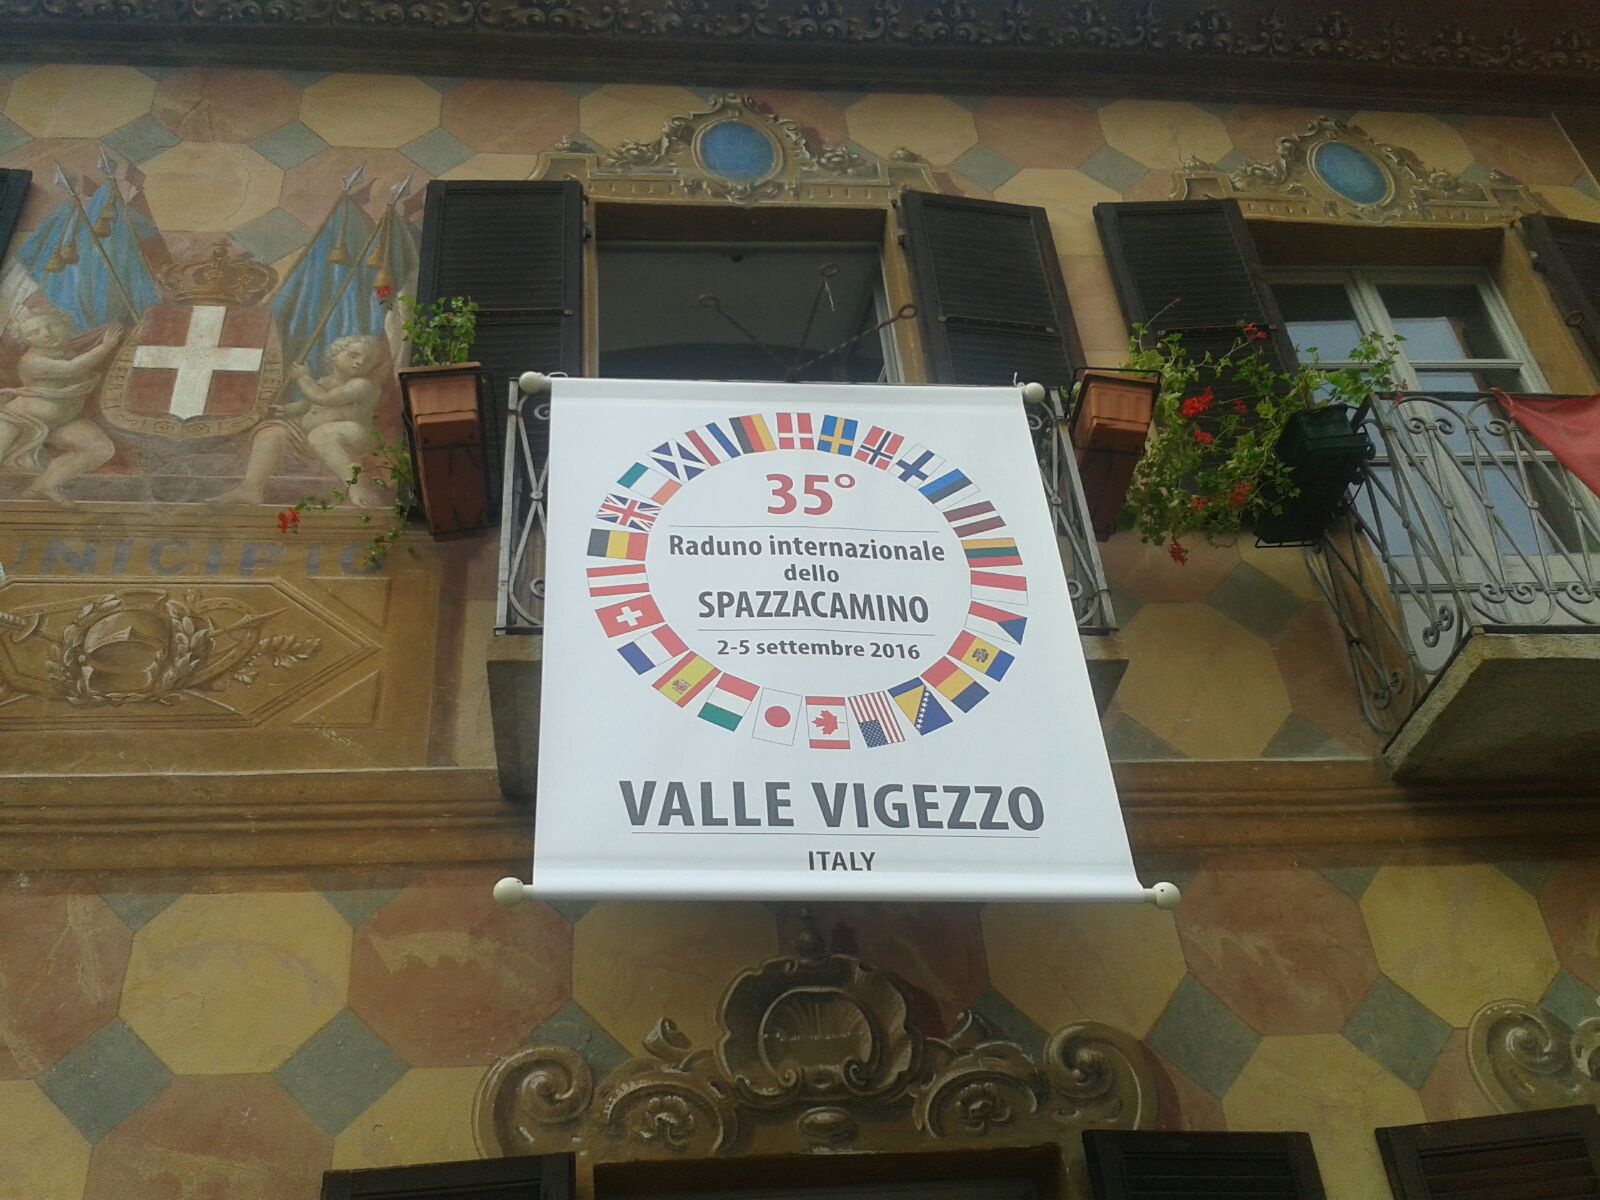 35°
Raduno internazionale
dello
SPAZZACAMINO
2-5 settembre 2016
VALLE VIGEZZO
ITALY
UNICIPIO